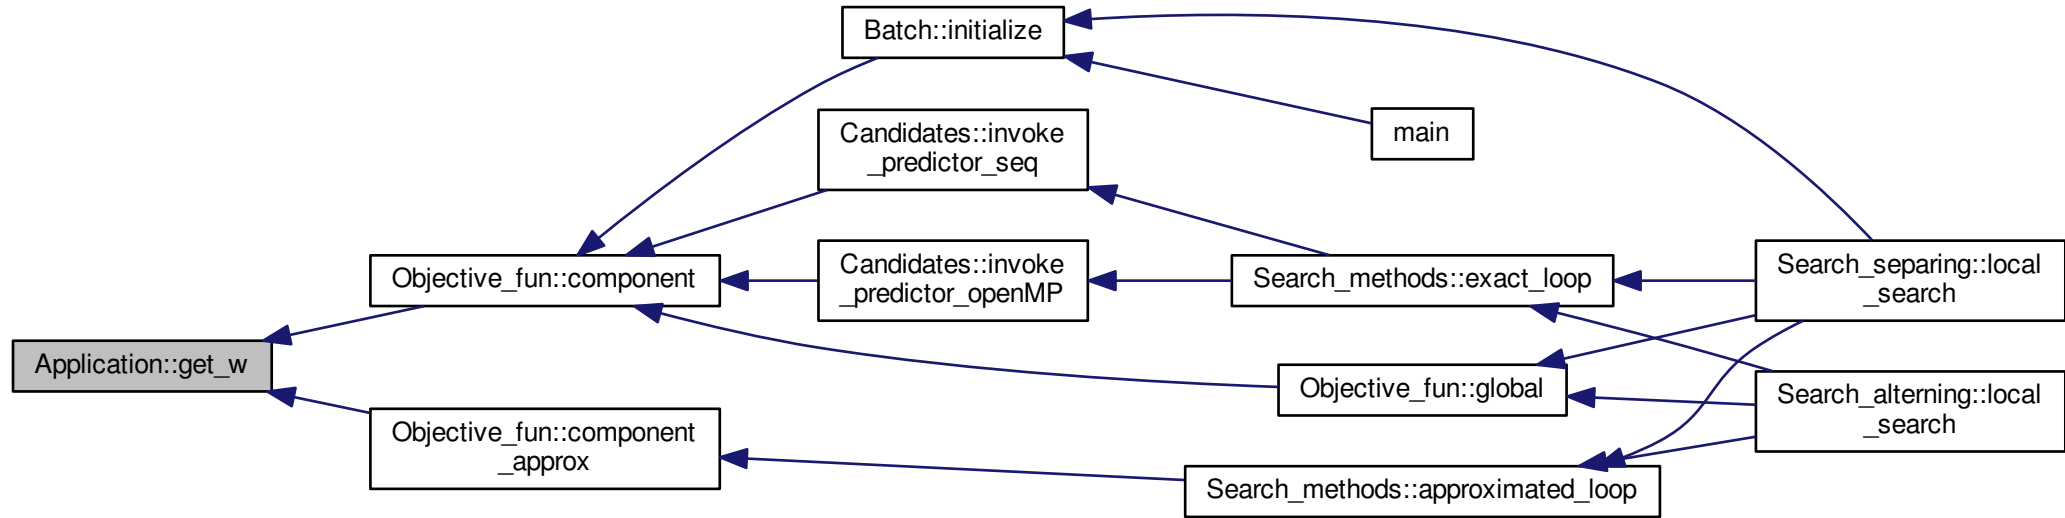 Batch::initialize
Candidates::invoke
_predictor_seq
main
Objective_fun::component
Candidates::invoke
_predictor_openMP
Search_methods::exact_loop
Search_separing::local
_search
Application::get_w
Objective_fun::global
Search_alterning::local
_search
Objective_fun::component
_approx
Search_methods::approximated_loop